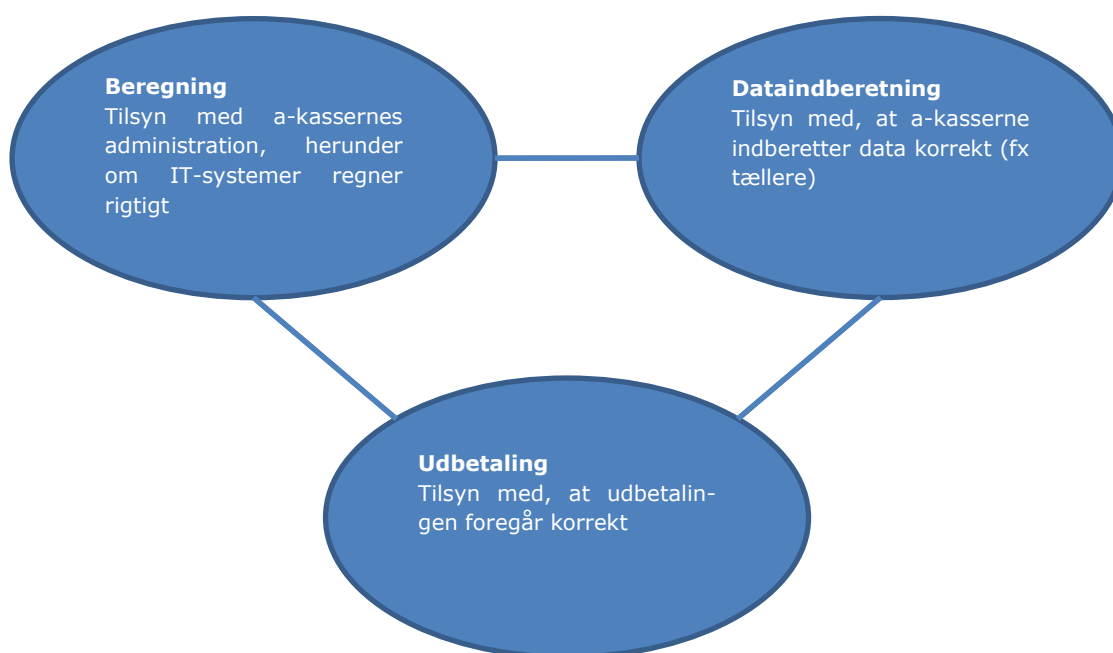 Beregning
Tilsyn med a-kassernes
administration, herunder
om IT-systemer regner
rigtigt
Dataindberetning
Tilsyn med, at a-kasserne
indberetter data korrekt (fx
tællere)
Udbetaling
Tilsyn med, at udbetalin-
gen foregår korrekt